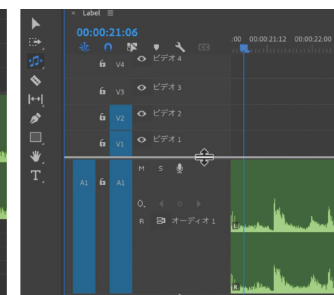 × Label ≡
00:00:21:06
:00 00:00:21:12 00:00:22:00
V4 ビデオ 4
V3 ビデオ 3
V2 ビデオ 2
V1 ビデオ 1
M S
A1 A1
0.
R オーディオ 1
L
R
T